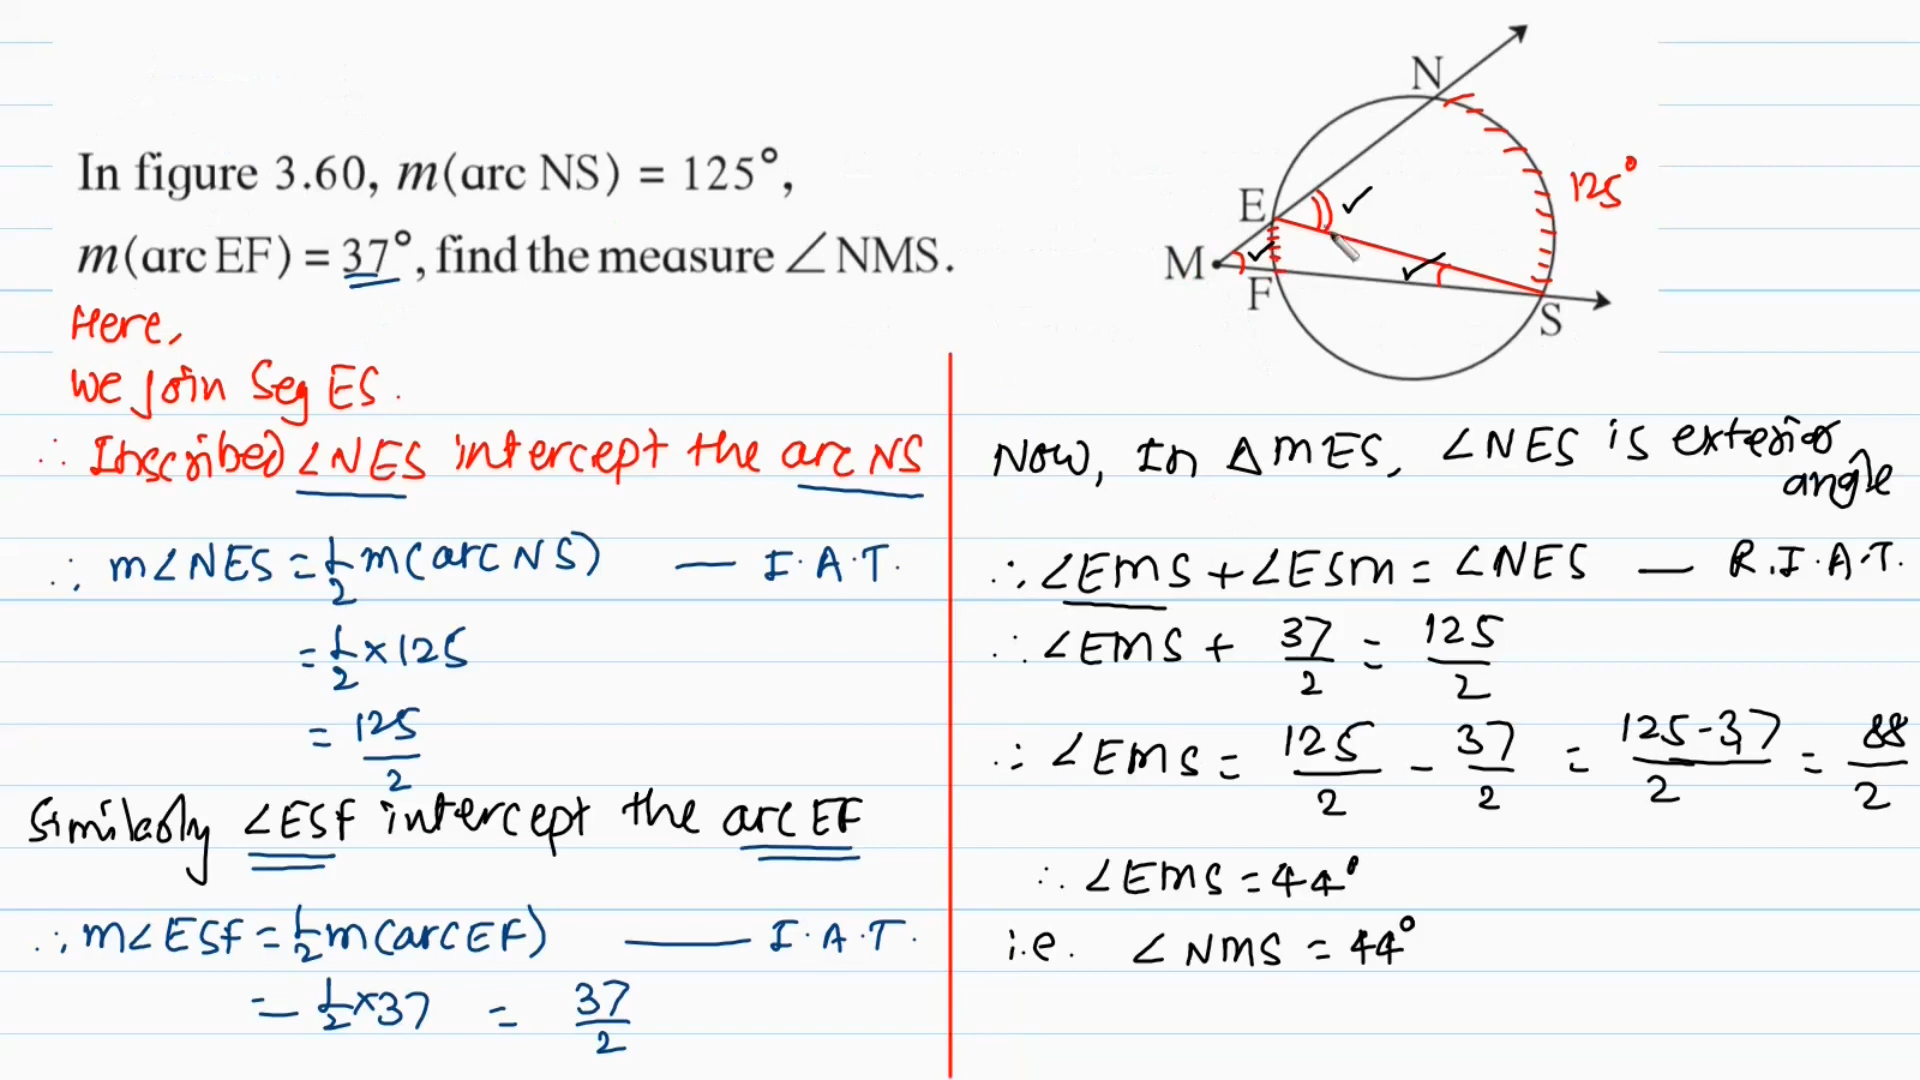 In figure 3.60, m(arc NS) = 125°,
m(arc EF) = 37°, find the measure ∠NMS.
N
E
M
F
S
125°
Here,
We join Seg ES.
∴ Inscribed ∠NES intercept the arc NS
∴ m∠NES = 1/2 m(arc NS) — I.A.T.
= 1/2 × 125
= 125/2
Similarly ∠ESF intercept the arc EF
∴ m∠ESF = 1/2 m(arc EF) — I.A.T.
= 1/2 × 37 = 37/2
Now, In ΔMES, ∠NES is exterior
angle
∴ ∠EMS + ∠ESM = ∠NES — R.I.A.T.
∴ ∠EMS + 37/2 = 125/2
∴ ∠EMS = 125/2 - 37/2 = 125-37/2 = 88/2
∴ ∠EMS = 44°
i.e. ∠NMS = 44°